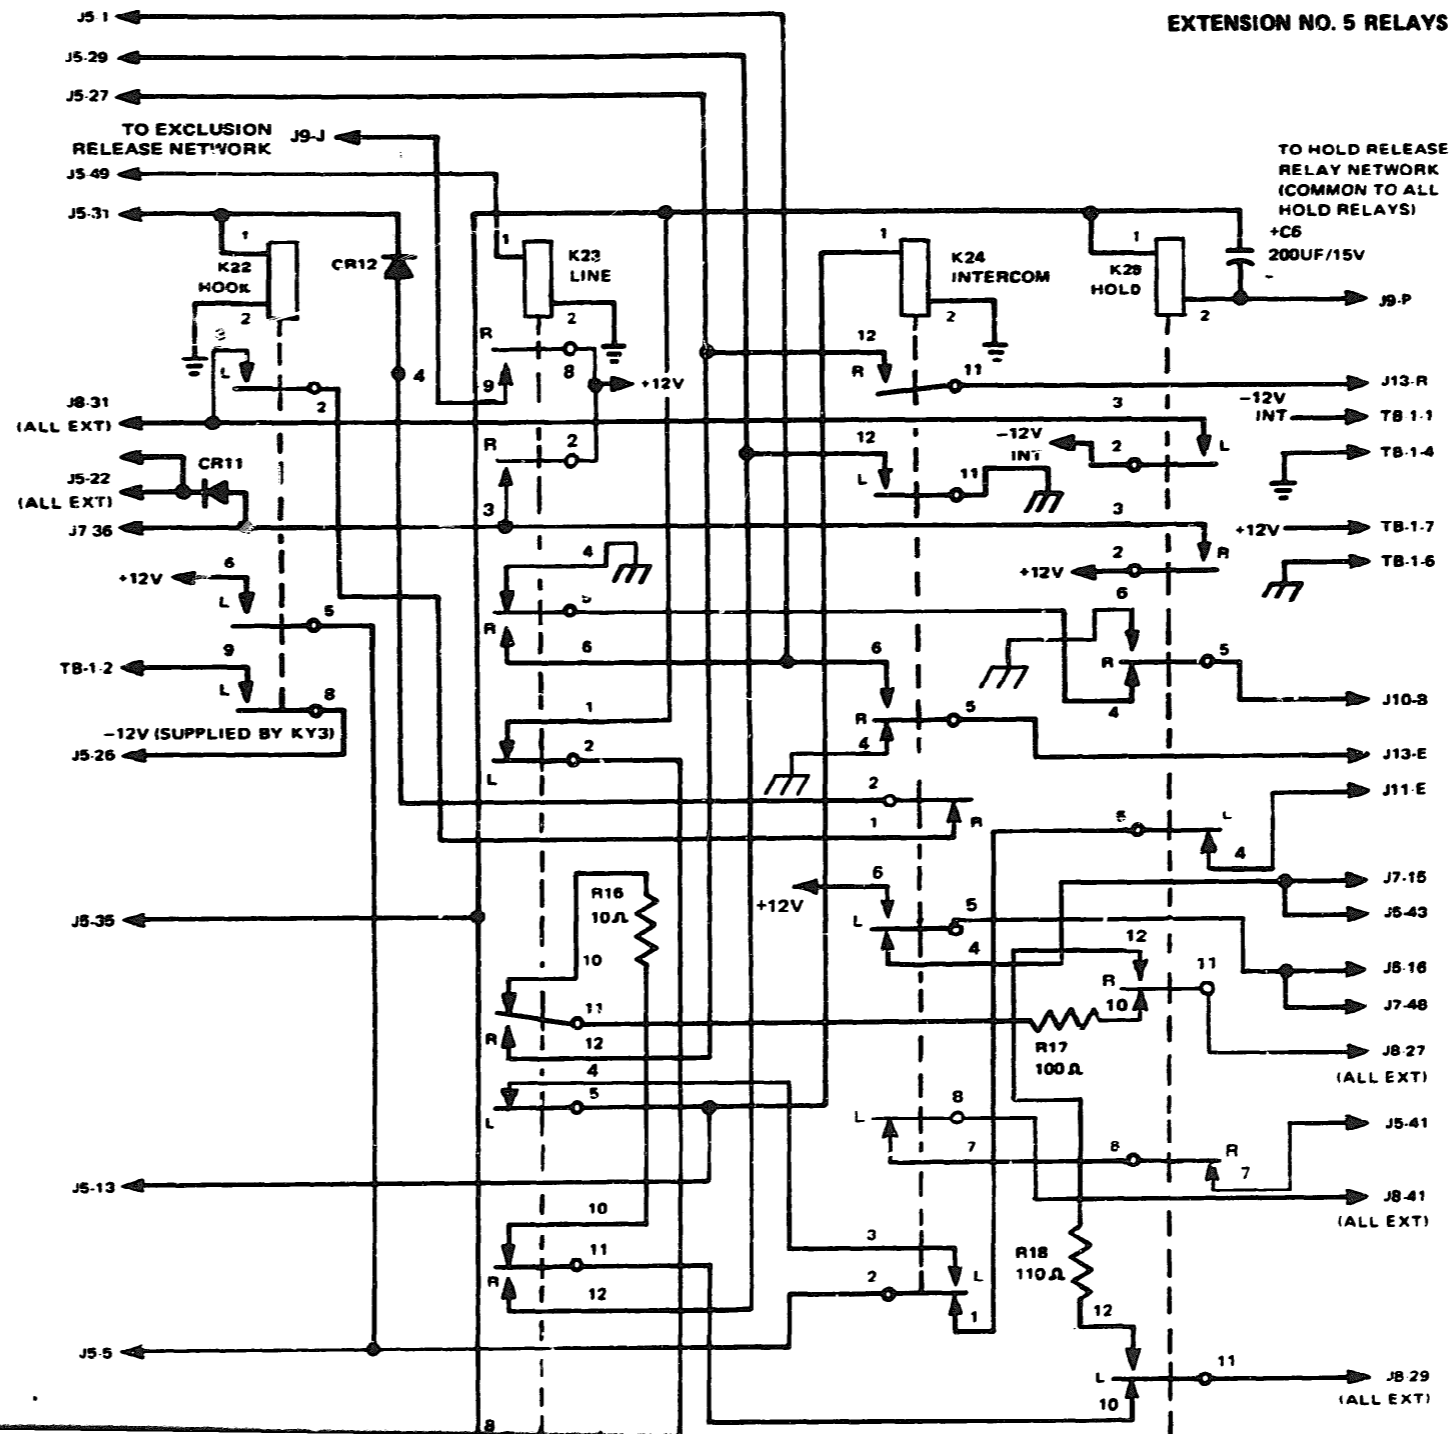 EXTENSION NO. 5 RELAYS
J5-1
J5-29
J5-27
TO EXCLUSION
RELEASE NETWORK
J9-J
J5-49
J5-31
TO HOLD RELEASE
RELAY NETWORK
(COMMON TO ALL
HOLD RELAYS)
+C6
200UF/15V
-
1
K22
HOOK
2
CR12
1
K23
LINE
2
1
K24
INTERCOM
2
1
HOLD
2
J9-P
3
L
2
4
R
8
9
+12V
12
R
11
J13-R
J8-31
(ALL EXT)
3
-12V
INT
TB-1-1
R
2
12
L
11
-12V
INT
2
L
TB-1-4
J5-22
(ALL EXT)
CR11
J7-36
3
3
+12V
TB-1-7
+12V
6
L
5
4
R
6
+12V
2
R
TB-1-6
6
R
5
4
J10-B
TB-1-2
9
L
8
-12V (SUPPLIED BY KY3)
J5-26
1
2
L
6
R
5
4
J13-E
2
1
R
J11-E
L
4
J5-35
R16
10Ω
10
+12V
6
L
5
4
J7-15
J5-43
12
R
11
10
J5-16
J7-48
11
R
12
R17
100Ω
J8-27
(ALL EXT)
4
5
L
8
L
7
8
R
7
J5-41
J5-13
J8-41
(ALL EXT)
10
11
R
12
3
2
L
1
R18
110Ω
12
J5-5
L
11
10
J8-29
(ALL EXT)
8